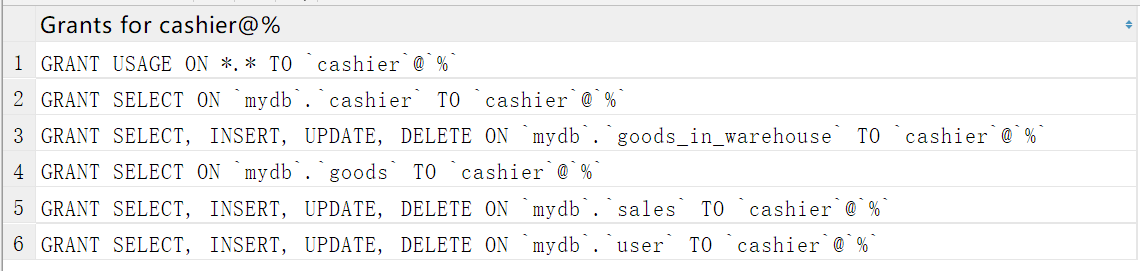 Grants for cashier@%
1 GRANT USAGE ON *.* TO `cashier`@`%`
2 GRANT SELECT ON `mydb`.`cashier` TO `cashier`@`%`
3 GRANT SELECT, INSERT, UPDATE, DELETE ON `mydb`.`goods_in_warehouse` TO `cashier`@`%`
4 GRANT SELECT ON `mydb`.`goods` TO `cashier`@`%`
5 GRANT SELECT, INSERT, UPDATE, DELETE ON `mydb`.`sales` TO `cashier`@`%`
6 GRANT SELECT, INSERT, UPDATE, DELETE ON `mydb`.`user` TO `cashier`@`%`